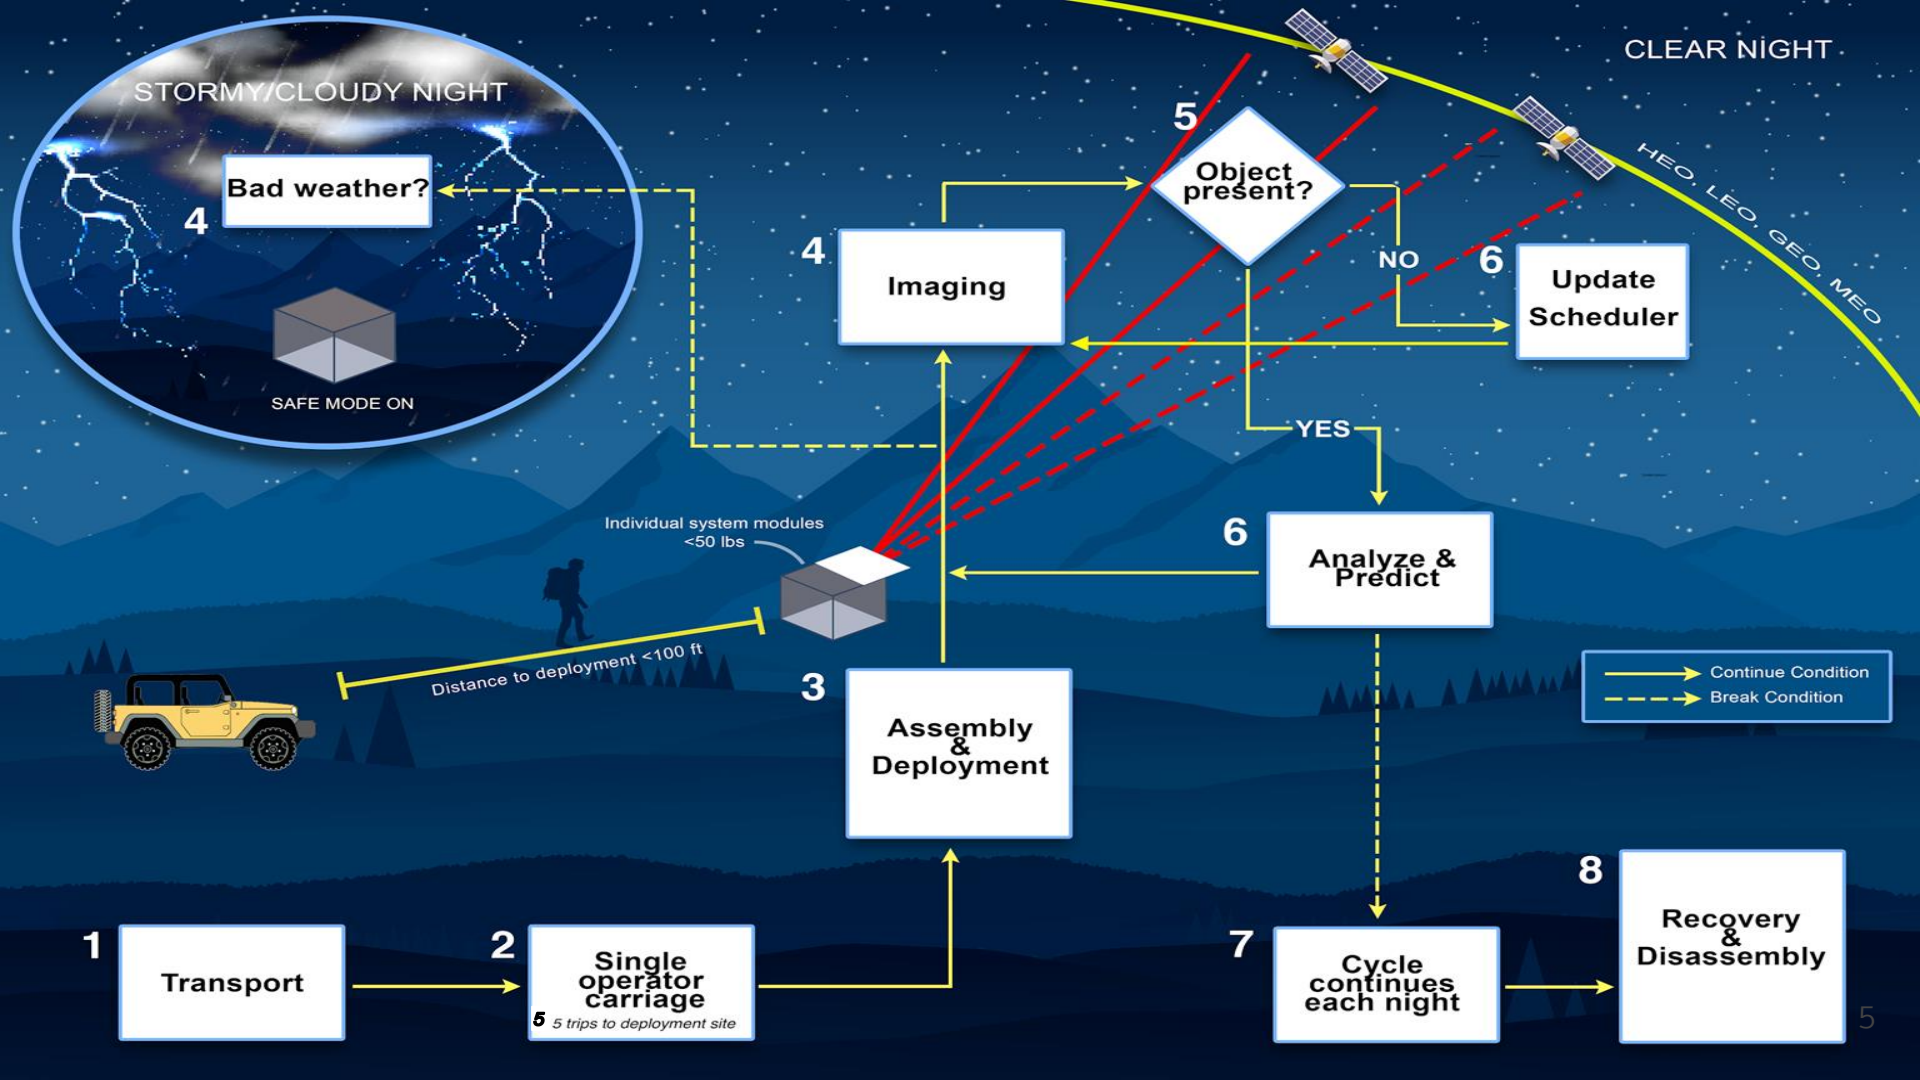 STORMY/CLOUDY NIGHT
Bad weather?
4
SAFE MODE ON
CLEAR NIGHT
HEO, LEO, GEO, MEO
5
Object
present?
4
Imaging
NO
6
Update
Scheduler
YES
Individual system modules
<50 lbs
6
Analyze &
Predict
Distance to deployment <100 ft
3
Assembly
&
Deployment
Continue Condition
Break Condition
1
Transport
2
Single
operator
carriage
5 5 trips to deployment site
7
Cycle
continues
each night
8
Recovery
&
Disassembly
5